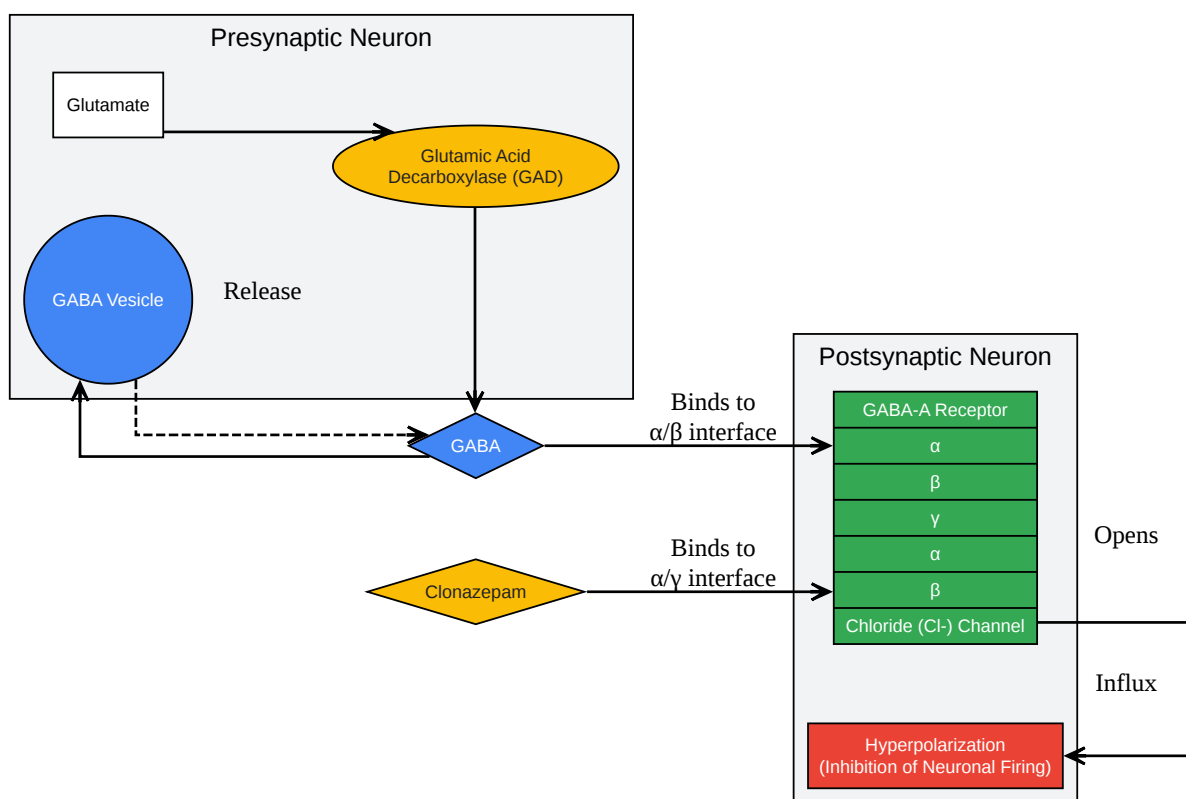 Presynaptic Neuron
Glutamate
Glutamic Acid
Decarboxylase (GAD)
GABA Vesicle
Release
Postsynaptic Neuron
GABA-A Receptor
Binds to
α/β interface
GABA
α
β
γ
Binds to
α/γ interface
Clonazepam
α
β
Chloride (Cl-) Channel
Opens
Influx
Hyperpolarization
(Inhibition of Neuronal Firing)